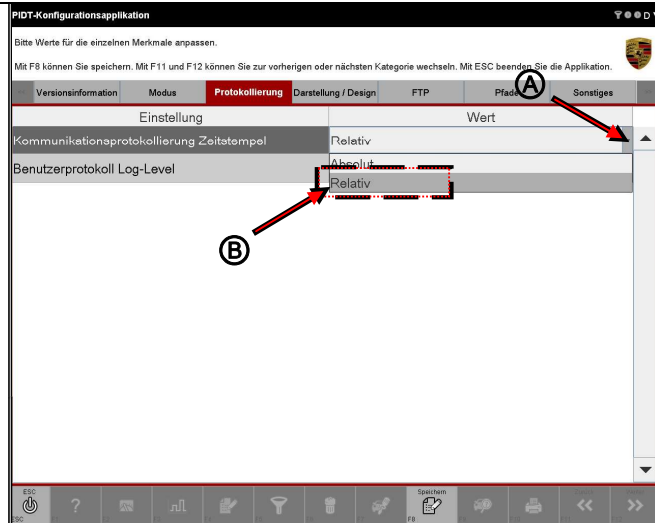 PIDT-Konfigurationsapplikation
D
Bitte Werte für die einzelnen Merkmale anpassen.
Mit F8 können Sie speichern. Mit F11 und F12 können Sie zur vorherigen oder nächsten Kategorie wechseln. Mit ESC beenden Sie die Applikation.
Versionsinformation Modus Protokollierung Darstellung / Design FTP Pfade Sonstiges
A
Einstellung Wert
Kommunikationsprotokollierung Zeitstempel Relativ
Absolut
Benutzerprotokoll Log-Level
Relativ
B
ESC Speichern
ESC F8